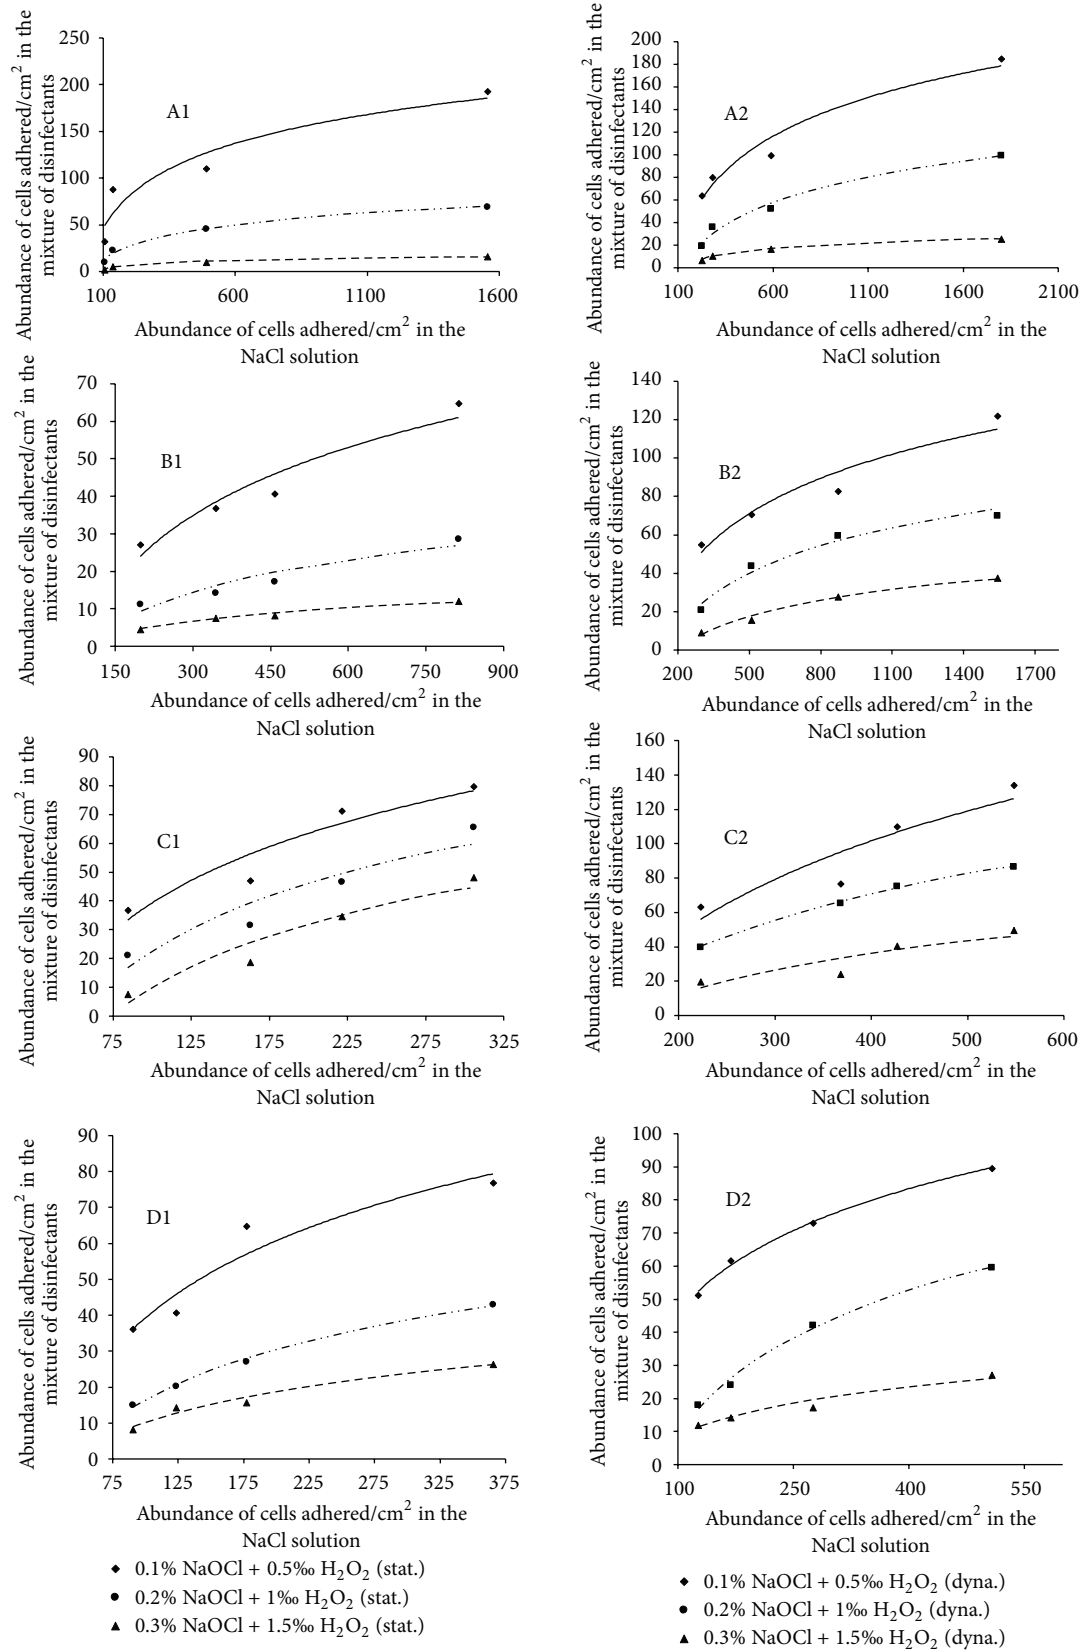 Abundance of cells adhered/cm2 in the
mixture of disinfectants
250
200
150
100
50
0
A1
100
600
1100
1600
Abundance of cells adhered/cm2 in the
NaCl solution
Abundance of cells adhered/cm2 in the
mixture of disinfectants
200
180
160
140
120
100
80
60
40
20
0
A2
100
600
1100
1600
2100
Abundance of cells adhered/cm2 in the
NaCl solution
Abundance of cells adhered/cm2 in the
mixture of disinfectants
70
60
50
40
30
20
10
0
B1
150
300
450
600
750
900
Abundance of cells adhered/cm2 in the
NaCl solution
Abundance of cells adhered/cm2 in the
mixture of disinfectants
140
120
100
80
60
40
20
0
B2
200
500
800
1100
1400
1700
Abundance of cells adhered/cm2 in the
NaCl solution
Abundance of cells adhered/cm2 in the
mixture of disinfectants
90
80
70
60
50
40
30
20
10
0
C1
75
125
175
225
275
325
Abundance of cells adhered/cm2 in the
NaCl solution
Abundance of cells adhered/cm2 in the
mixture of disinfectants
160
140
120
100
80
60
40
20
0
C2
200
300
400
500
600
Abundance of cells adhered/cm2 in the
NaCl solution
Abundance of cells adhered/cm2 in the
mixture of disinfectants
90
80
70
60
50
40
30
20
10
0
D1
75
125
175
225
275
325
375
Abundance of cells adhered/cm2 in the
NaCl solution
Abundance of cells adhered/cm2 in the
mixture of disinfectants
100
90
80
70
60
50
40
30
20
10
0
D2
100
250
400
550
Abundance of cells adhered/cm2 in the
NaCl solution
0.1% NaOCl + 0.5‰ H2O2 (stat.)
0.2% NaOCl + 1‰ H2O2 (stat.)
0.3% NaOCl + 1.5‰ H2O2 (stat.)
0.1% NaOCl + 0.5‰ H2O2 (dyna.)
0.2% NaOCl + 1‰ H2O2 (dyna.)
0.3% NaOCl + 1.5‰ H2O2 (dyna.)